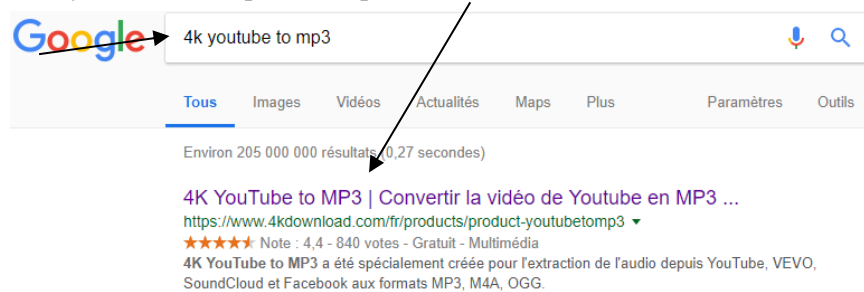 Google 4k youtube to mp3
Tous Images Vidéos Actualités Maps Plus Paramètres Outils
Environ 205 000 000 résultats (0,27 secondes)
4K YouTube to MP3 | Convertir la vidéo de Youtube en MP3 ...
https://www.4kdownload.com/fr/products/product-youtubetomp3
Note : 4,4 - 840 votes - Gratuit - Multimédia
4K YouTube to MP3 a été spécialement créée pour l'extraction de l'audio depuis YouTube, VEVO,
SoundCloud et Facebook aux formats MP3, M4A, OGG.